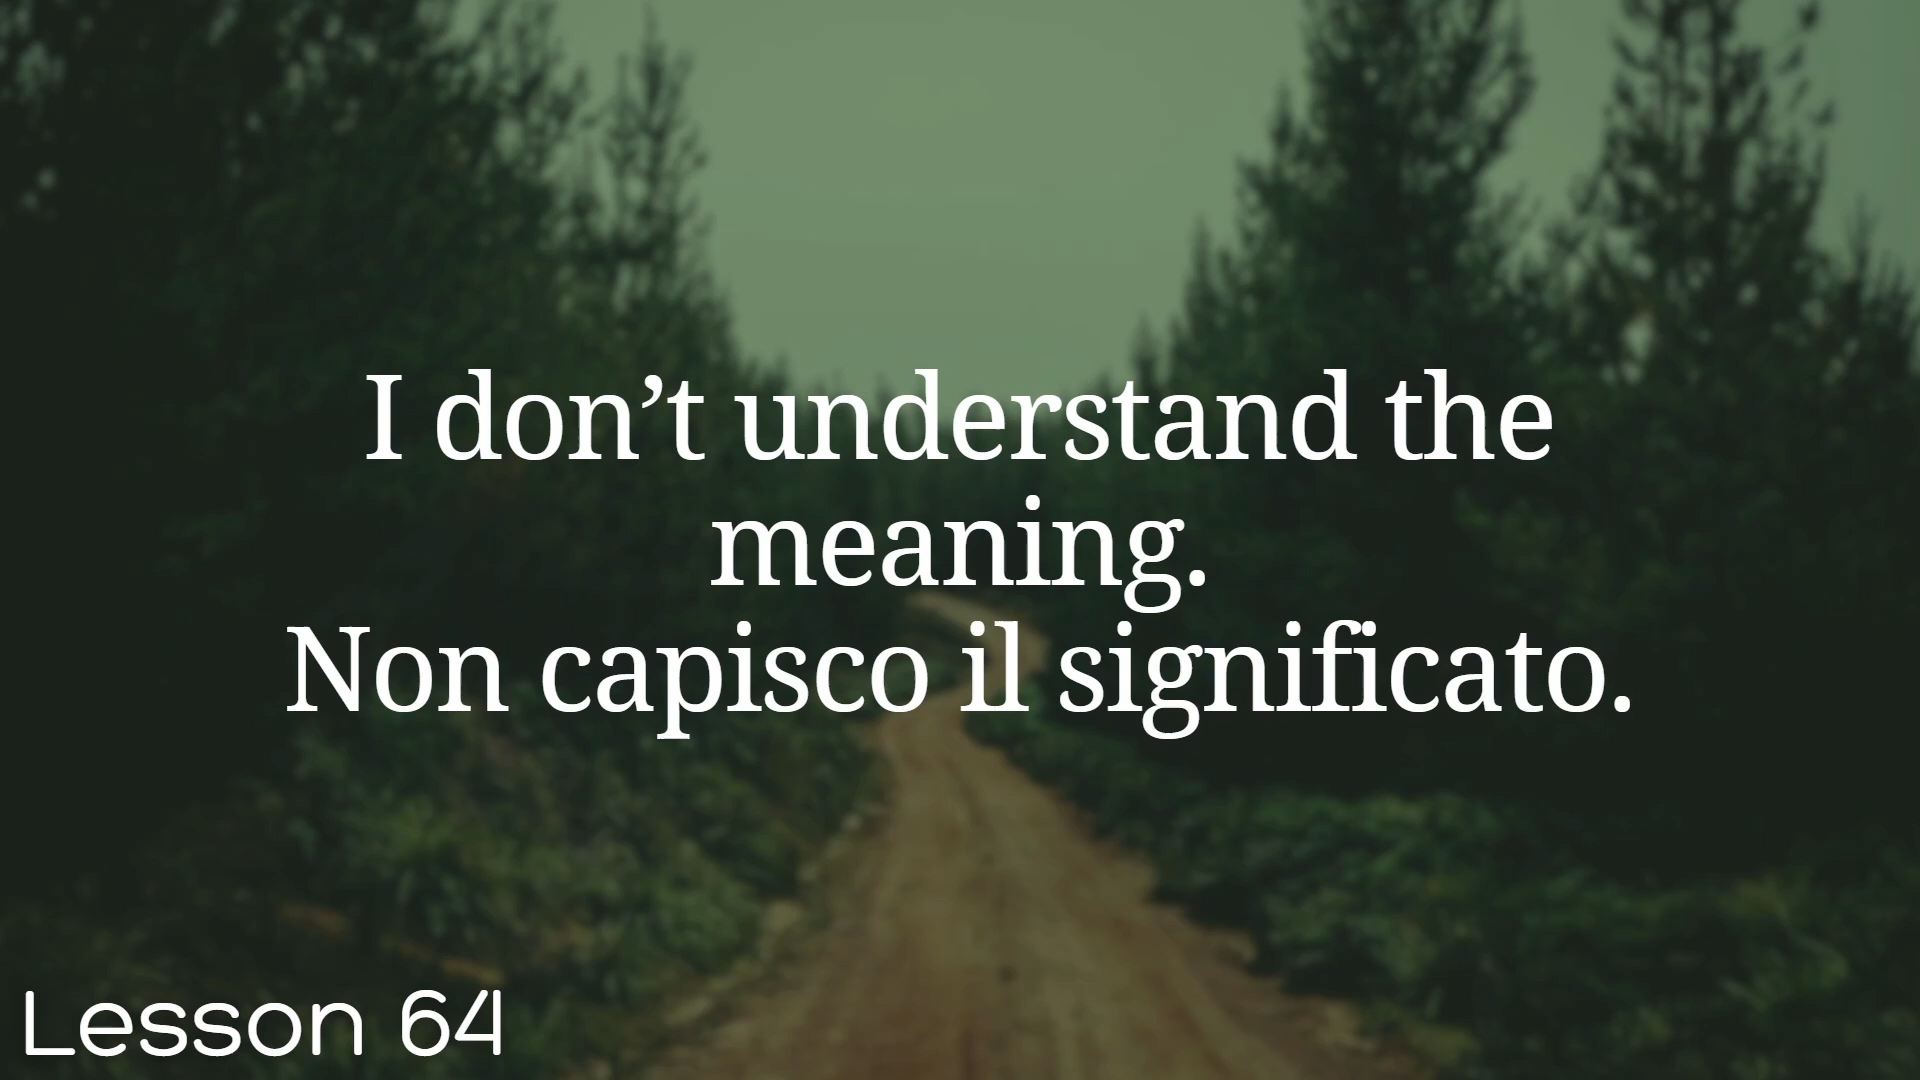 I don’t understand the
meaning.
Non capisco il significato.
Lesson 64